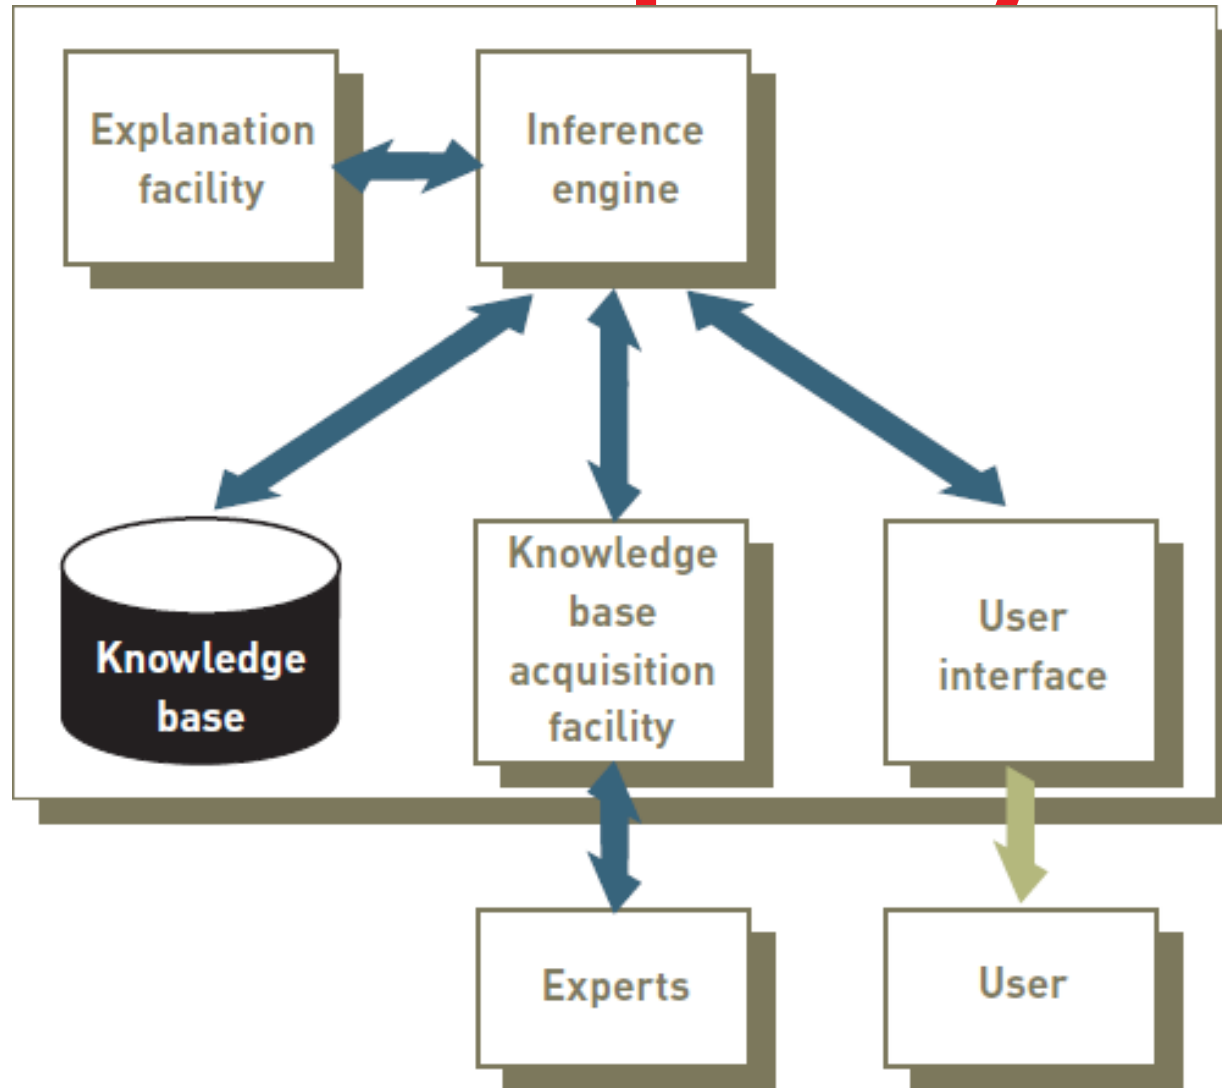 Explanation
facility
Inference
engine
Knowledge
base
Knowledge
base
acquisition
facility
User
interface
Experts
User